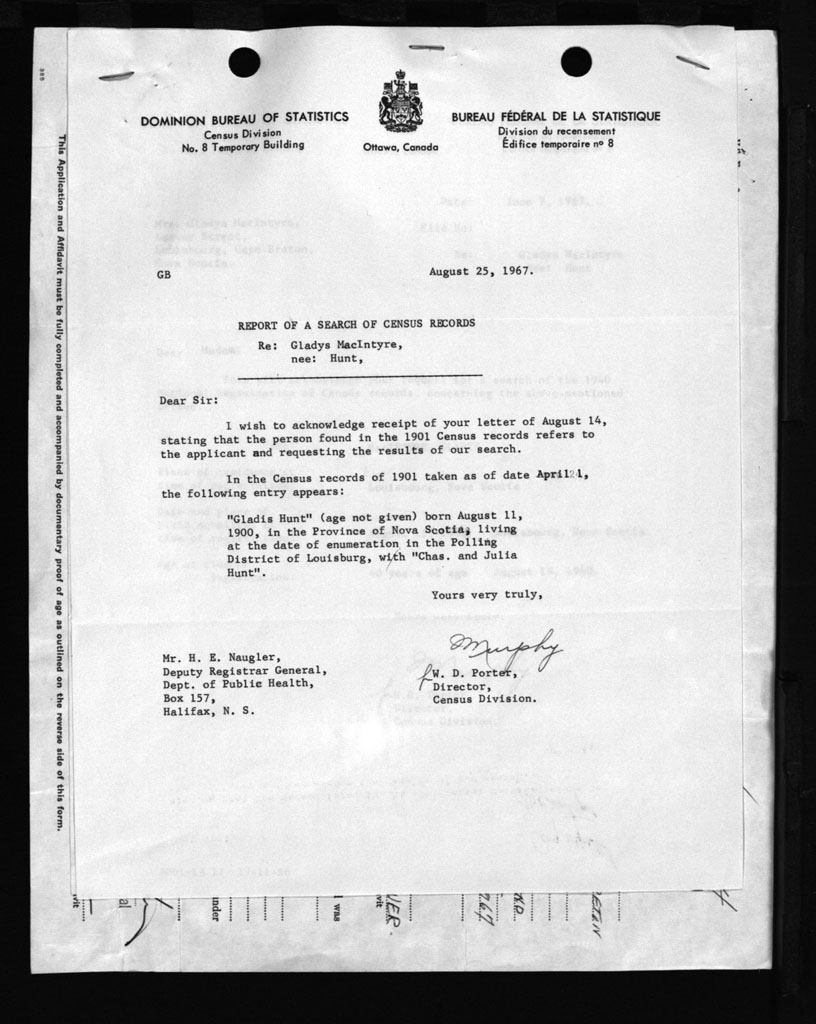 DOMINION BUREAU OF STATISTICS
Census Division
No. 8 Temporary Building
Ottawa, Canada
BUREAU FÉDÉRAL DE LA STATISTIQUE
Division du recensement
Édifice temporaire nº 8
GB
August 25, 1967.
REPORT OF A SEARCH OF CENSUS RECORDS
Re: Gladys MacIntyre,
nee: Hunt,
Dear Sir:
I wish to acknowledge receipt of your letter of August 14,
stating that the person found in the 1901 Census records refers to
the applicant and requesting the results of our search.
In the Census records of 1901 taken as of date April 1,
the following entry appears:
"Gladis Hunt" (age not given) born August 11,
1900, in the Province of Nova Scotia, living
at the date of enumeration in the Polling
District of Louisburg, with "Chas. and Julia
Hunt".
Yours very truly,
Murphy
f W. D. Porter,
Director,
Census Division.
Mr. H. E. Naugler,
Deputy Registrar General,
Dept. of Public Health,
Box 157,
Halifax, N. S.
This Application and Affidavit must be fully completed and accompanied by documentary proof of age as outlined on the reverse side of this form.
inder
I was